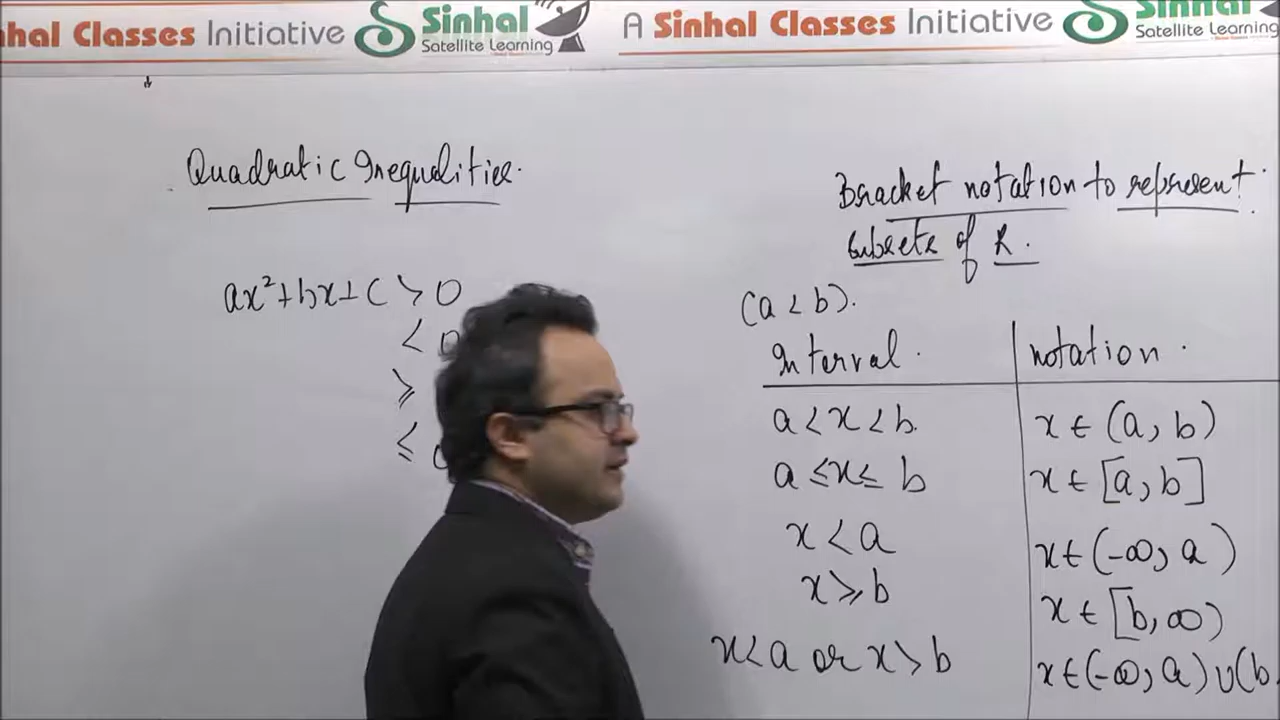 hal Classes Initiative Sinhal Satellite Learning A Sinhal Classes Initiative Sinhal Satellite Learning
Quadratic Inequalities.
ax²+bx+c > 0
< 0
≥
≤ 0
Bracket notation to represent
subsets of R.
(a < b).
Interval. notation.
a < x < b. x ∈ (a, b)
a ≤ x ≤ b x ∈ [a, b]
x < a x ∈ (-∞, a)
x ≥ b x ∈ [b, ∞)
x < a or x > b x ∈ (-∞, a) ∪ (b,